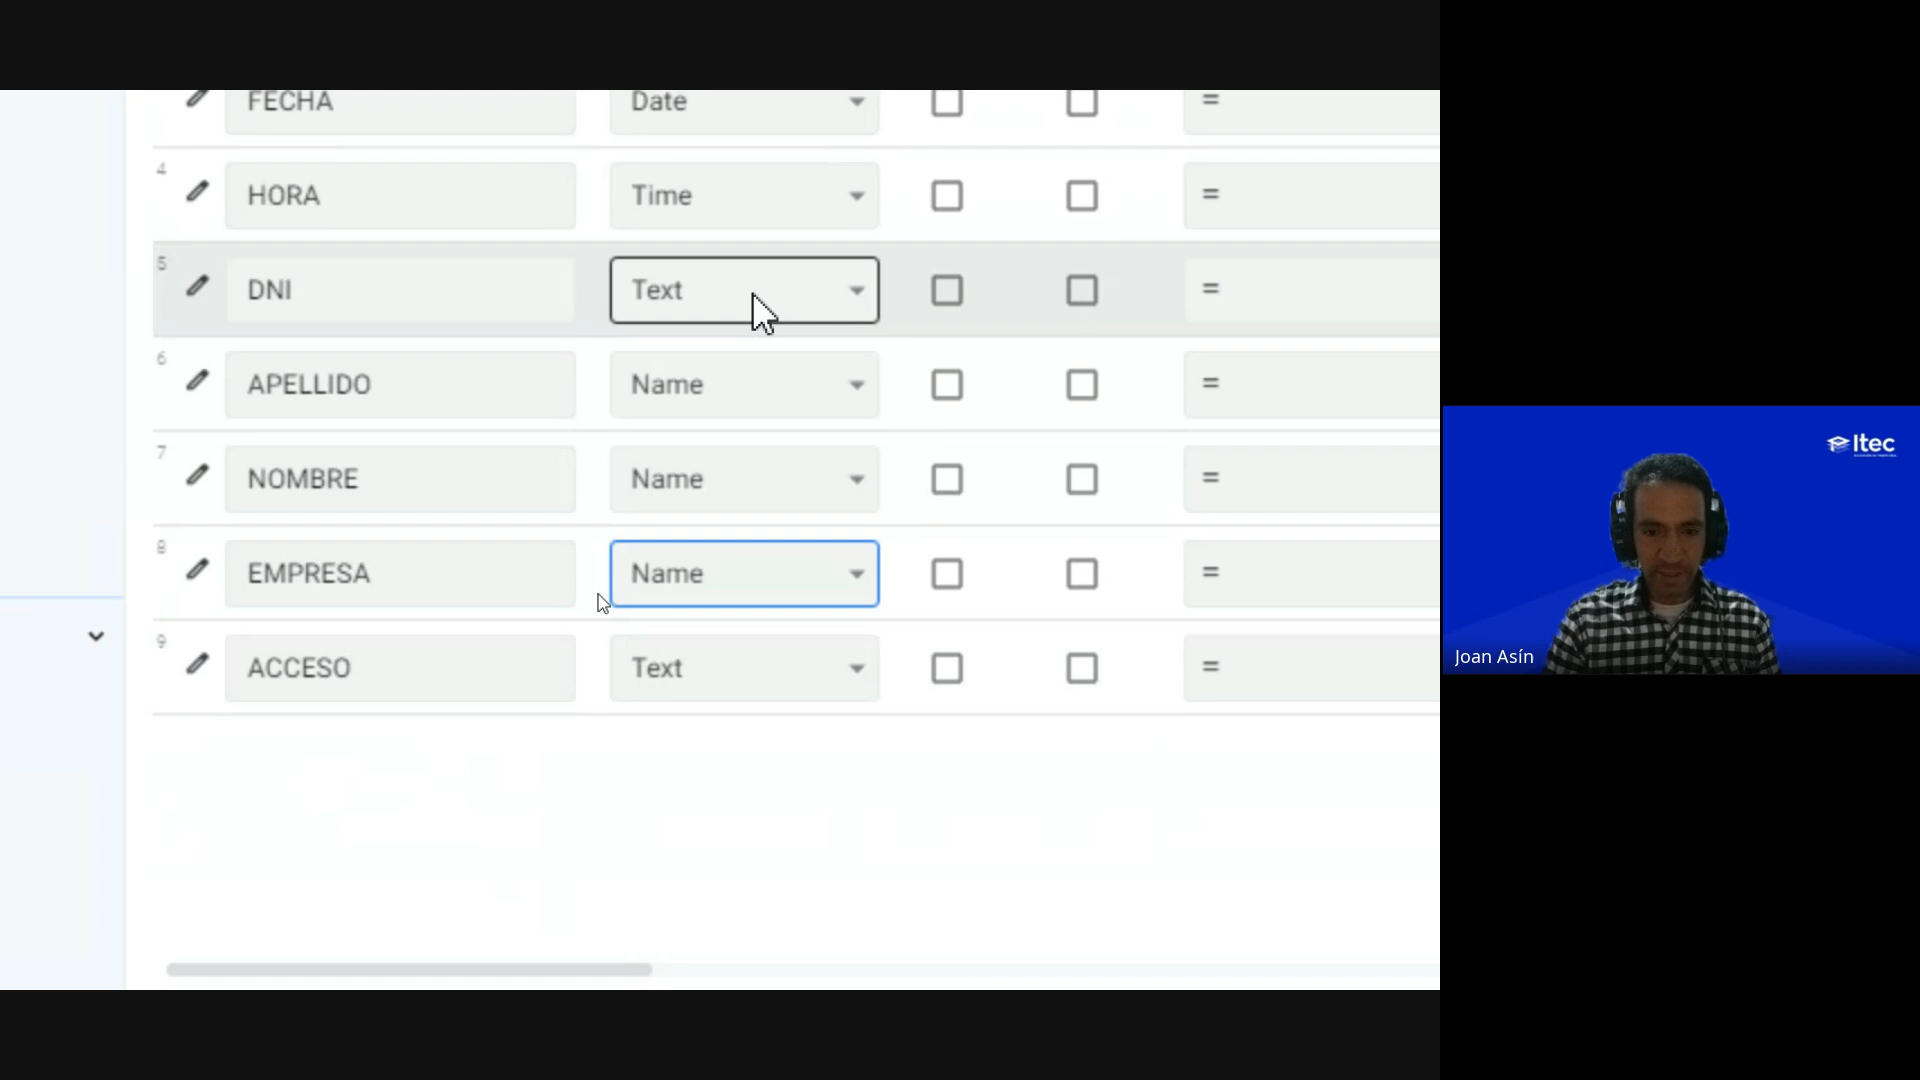 FECHA Date =
4 HORA Time =
5 DNI Text =
6 APELLIDO Name =
7 NOMBRE Name =
8 EMPRESA Name =
9 ACCESO Text =
Itec
Joan Asín